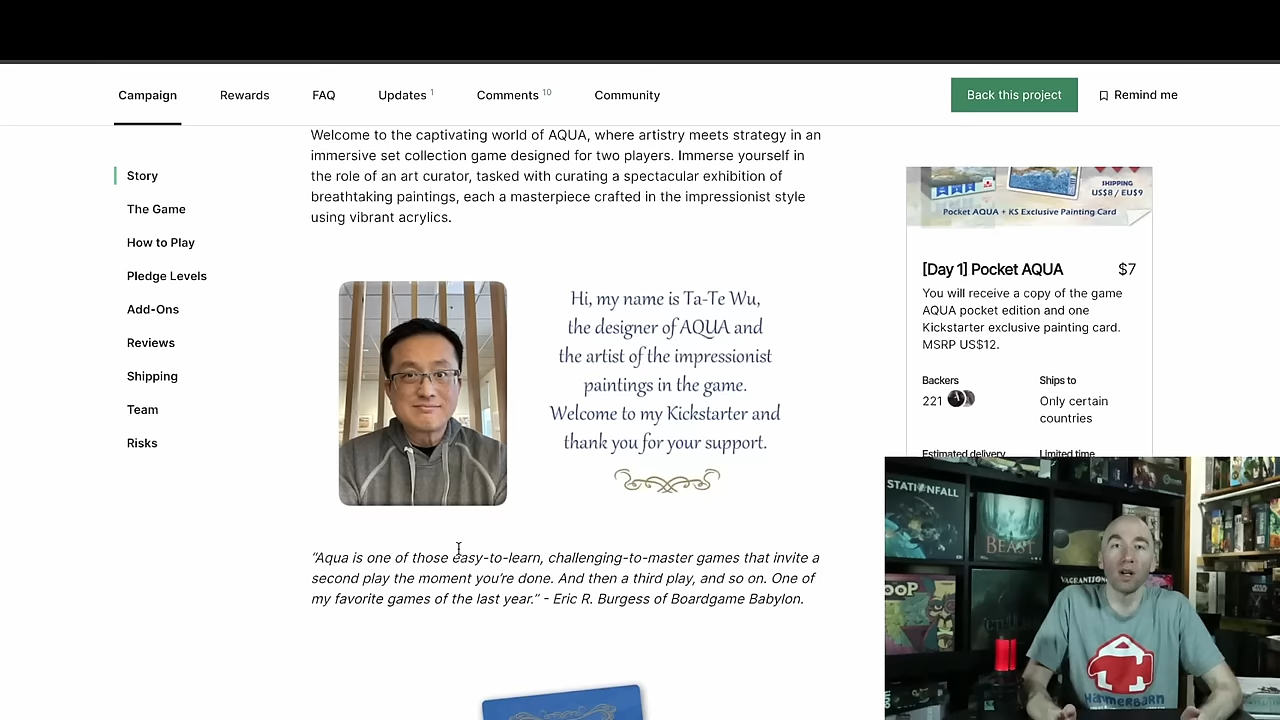 Campaign
Rewards
FAQ
Updates 1
Comments 10
Community
Back this project
Remind me
Story
The Game
How to Play
Pledge Levels
Add-Ons
Reviews
Shipping
Team
Risks
Welcome to the captivating world of AQUA, where artistry meets strategy in an
immersive set collection game designed for two players. Immerse yourself in
the role of an art curator, tasked with curating a spectacular exhibition of
breathtaking paintings, each a masterpiece crafted in the impressionist style
using vibrant acrylics.
Hi, my name is Ta-Te Wu,
the designer of AQUA and
the artist of the impressionist
paintings in the game.
Welcome to my Kickstarter and
thank you for your support.
“Aqua is one of those easy-to-learn, challenging-to-master games that invite a
second play the moment you’re done. And then a third play, and so on. One of
my favorite games of the last year.” - Eric R. Burgess of Boardgame Babylon.
SHIPPING
US$8 / EU$9
Pocket AQUA + KS Exclusive Painting Card
[Day 1] Pocket AQUA $7
You will receive a copy of the game
AQUA pocket edition and one
Kickstarter exclusive painting card.
MSRP US$12.
Backers
221
Ships to
Only certain
countries
Estimated delivery
Limited time
STATIONFALL
BEAST
VAGRANTSONG
HAMMERBARN